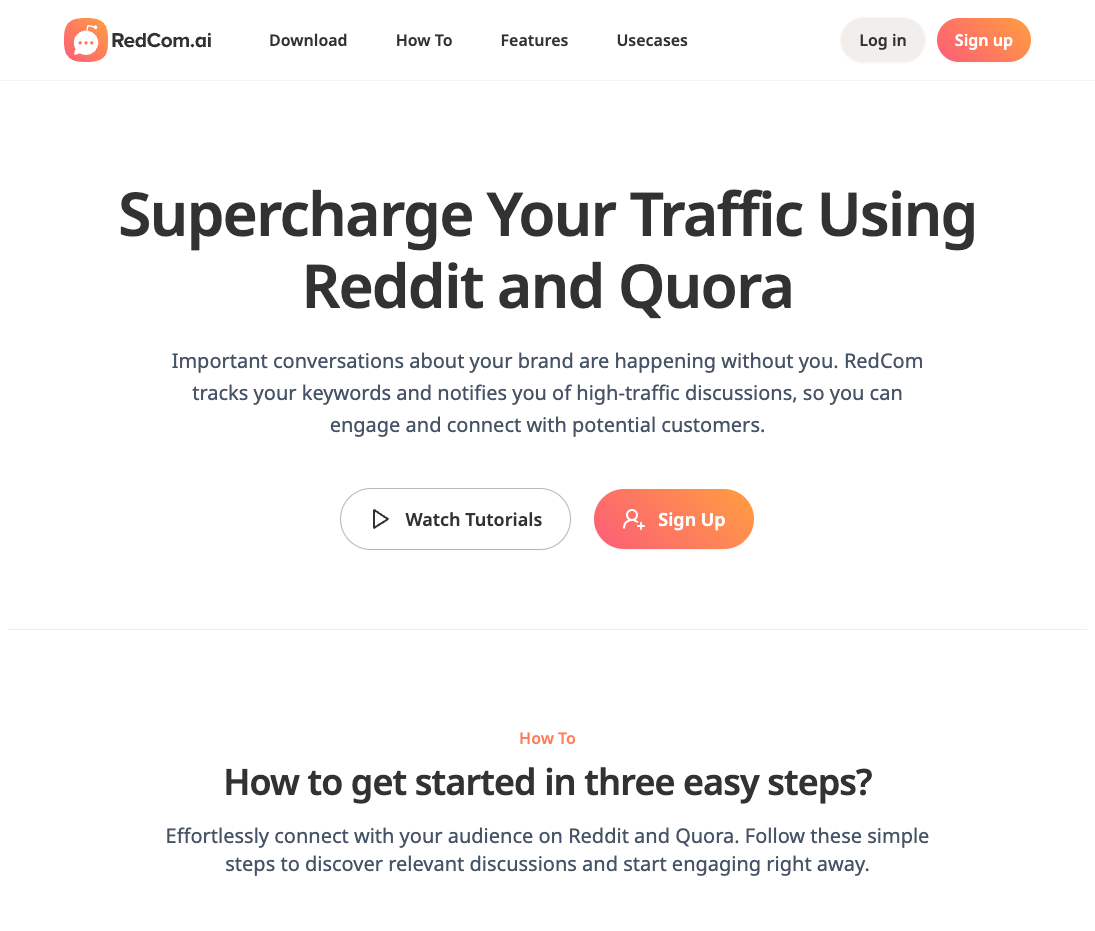 RedCom.ai
Download
How To
Features
Usecases
Log in
Sign up
Supercharge Your Traffic Using
Reddit and Quora
Important conversations about your brand are happening without you. RedCom
tracks your keywords and notifies you of high-traffic discussions, so you can
engage and connect with potential customers.
Watch Tutorials
Sign Up
How To
How to get started in three easy steps?
Effortlessly connect with your audience on Reddit and Quora. Follow these simple
steps to discover relevant discussions and start engaging right away.